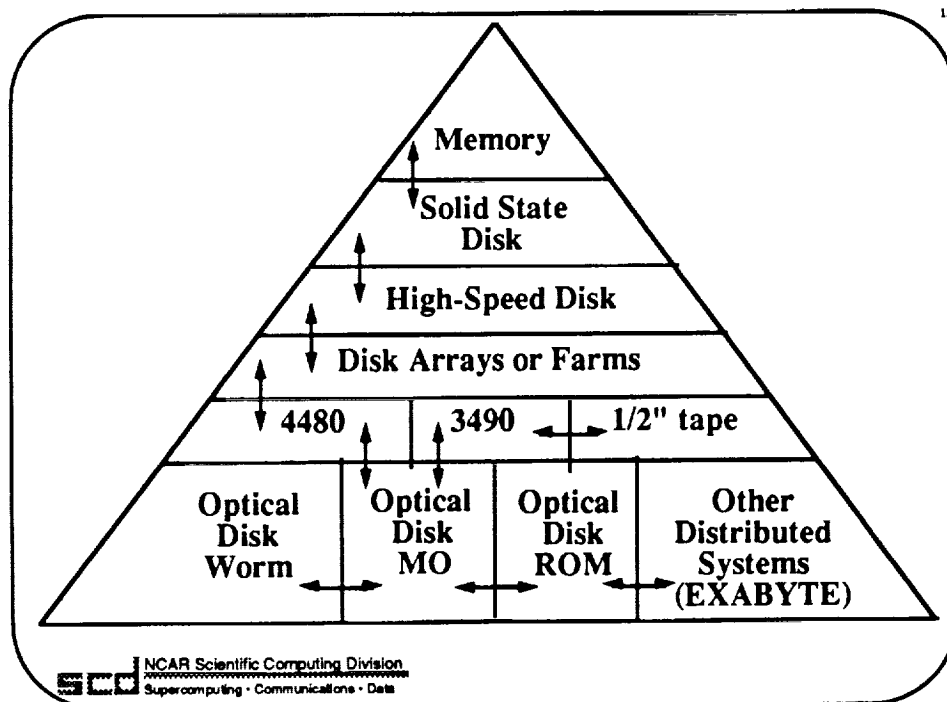 Memory
Solid State
Disk
High-Speed Disk
Disk Arrays or Farms
4480 3490 1/2" tape
Optical
Disk
Worm
Optical
Disk
MO
Optical
Disk
ROM
Other
Distributed
Systems
(EXABYTE)
scd
NCAR Scientific Computing Division
Supercomputing • Communications • Data